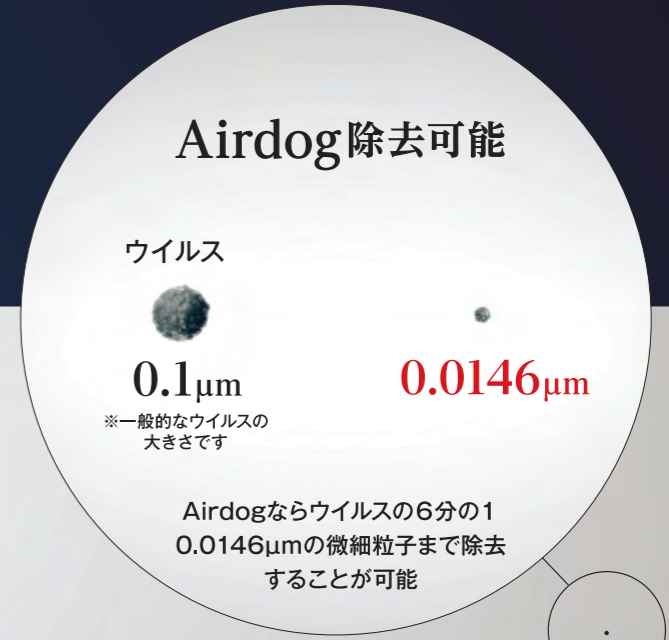 Airdog除去可能
ウイルス
0.1μm
※一般的なウイルスの
大きさです
0.0146μm
Airdogならウイルスの6分の1
0.0146μmの微細粒子まで除去
することが可能